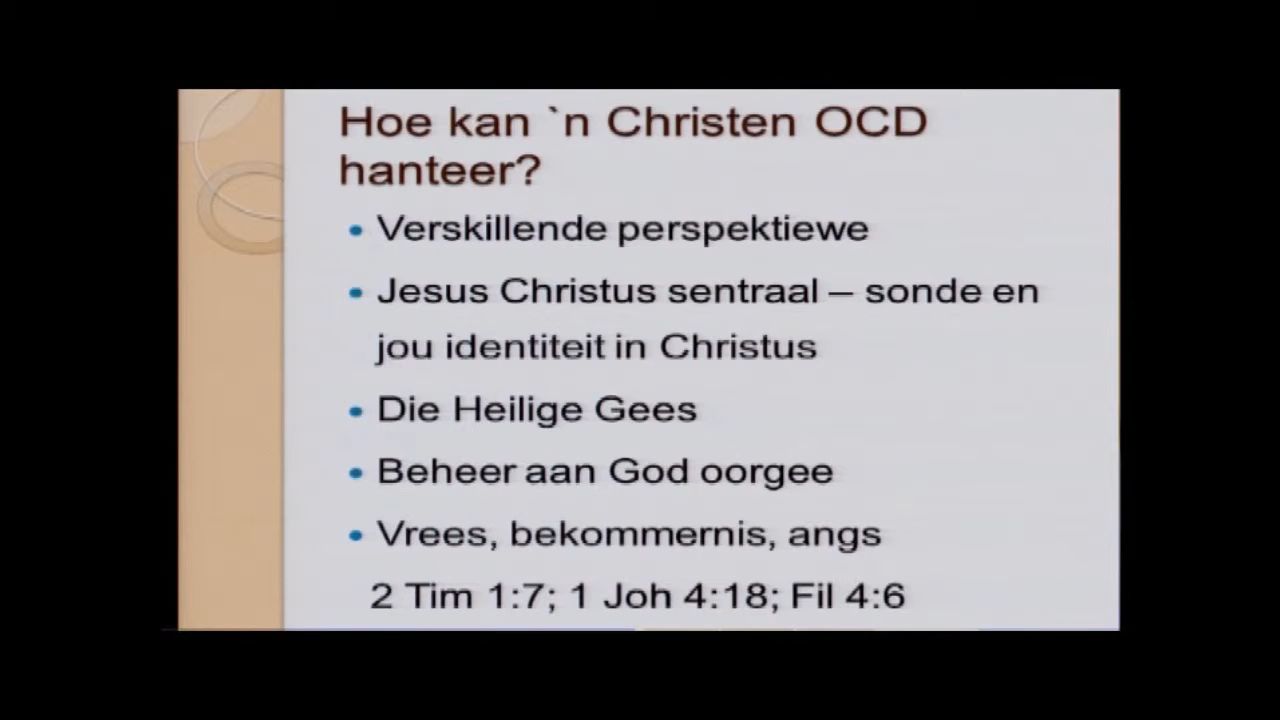 Hoe kan `n Christen OCD
hanteer?
• Verskillende perspektiewe
• Jesus Christus sentraal – sonde en
jou identiteit in Christus
• Die Heilige Gees
• Beheer aan God oorgee
• Vrees, bekommernis, angs
2 Tim 1:7; 1 Joh 4:18; Fil 4:6